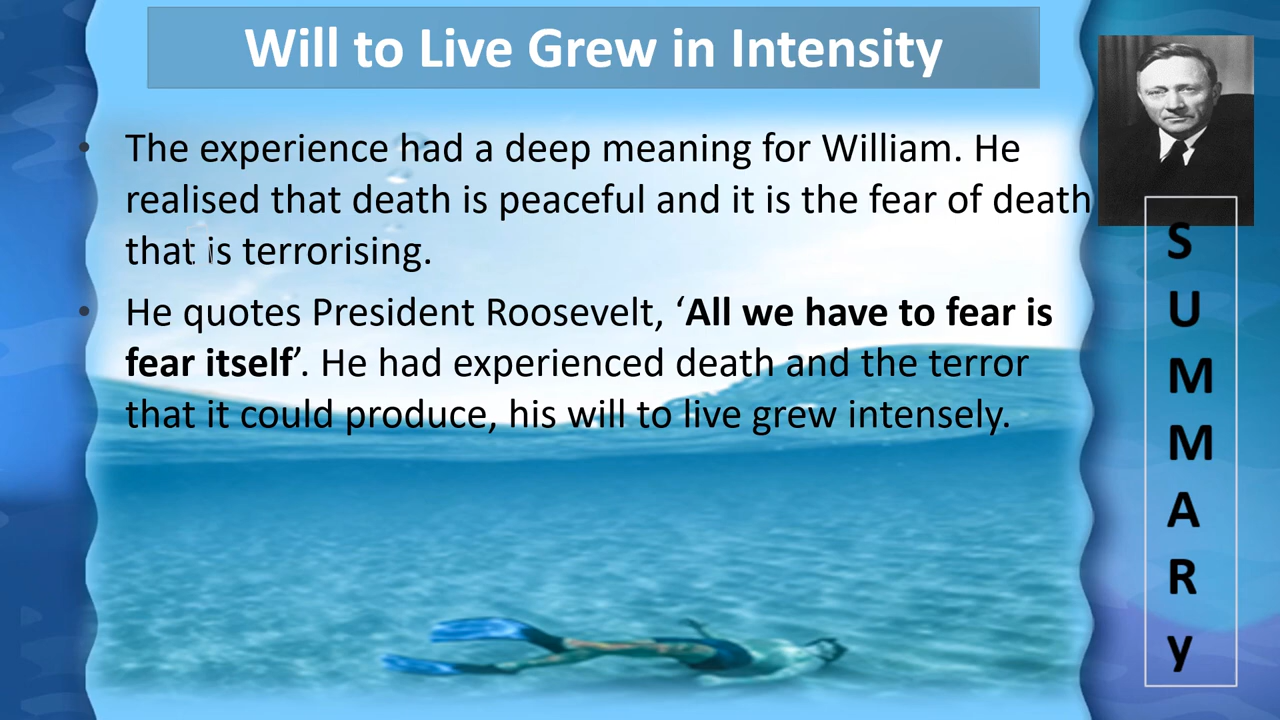 Will to Live Grew in Intensity
• The experience had a deep meaning for William. He
realised that death is peaceful and it is the fear of death
that is terrorising.
• He quotes President Roosevelt, ‘All we have to fear is
fear itself’. He had experienced death and the terror
that it could produce, his will to live grew intensely.
S
U
M
M
A
R
y